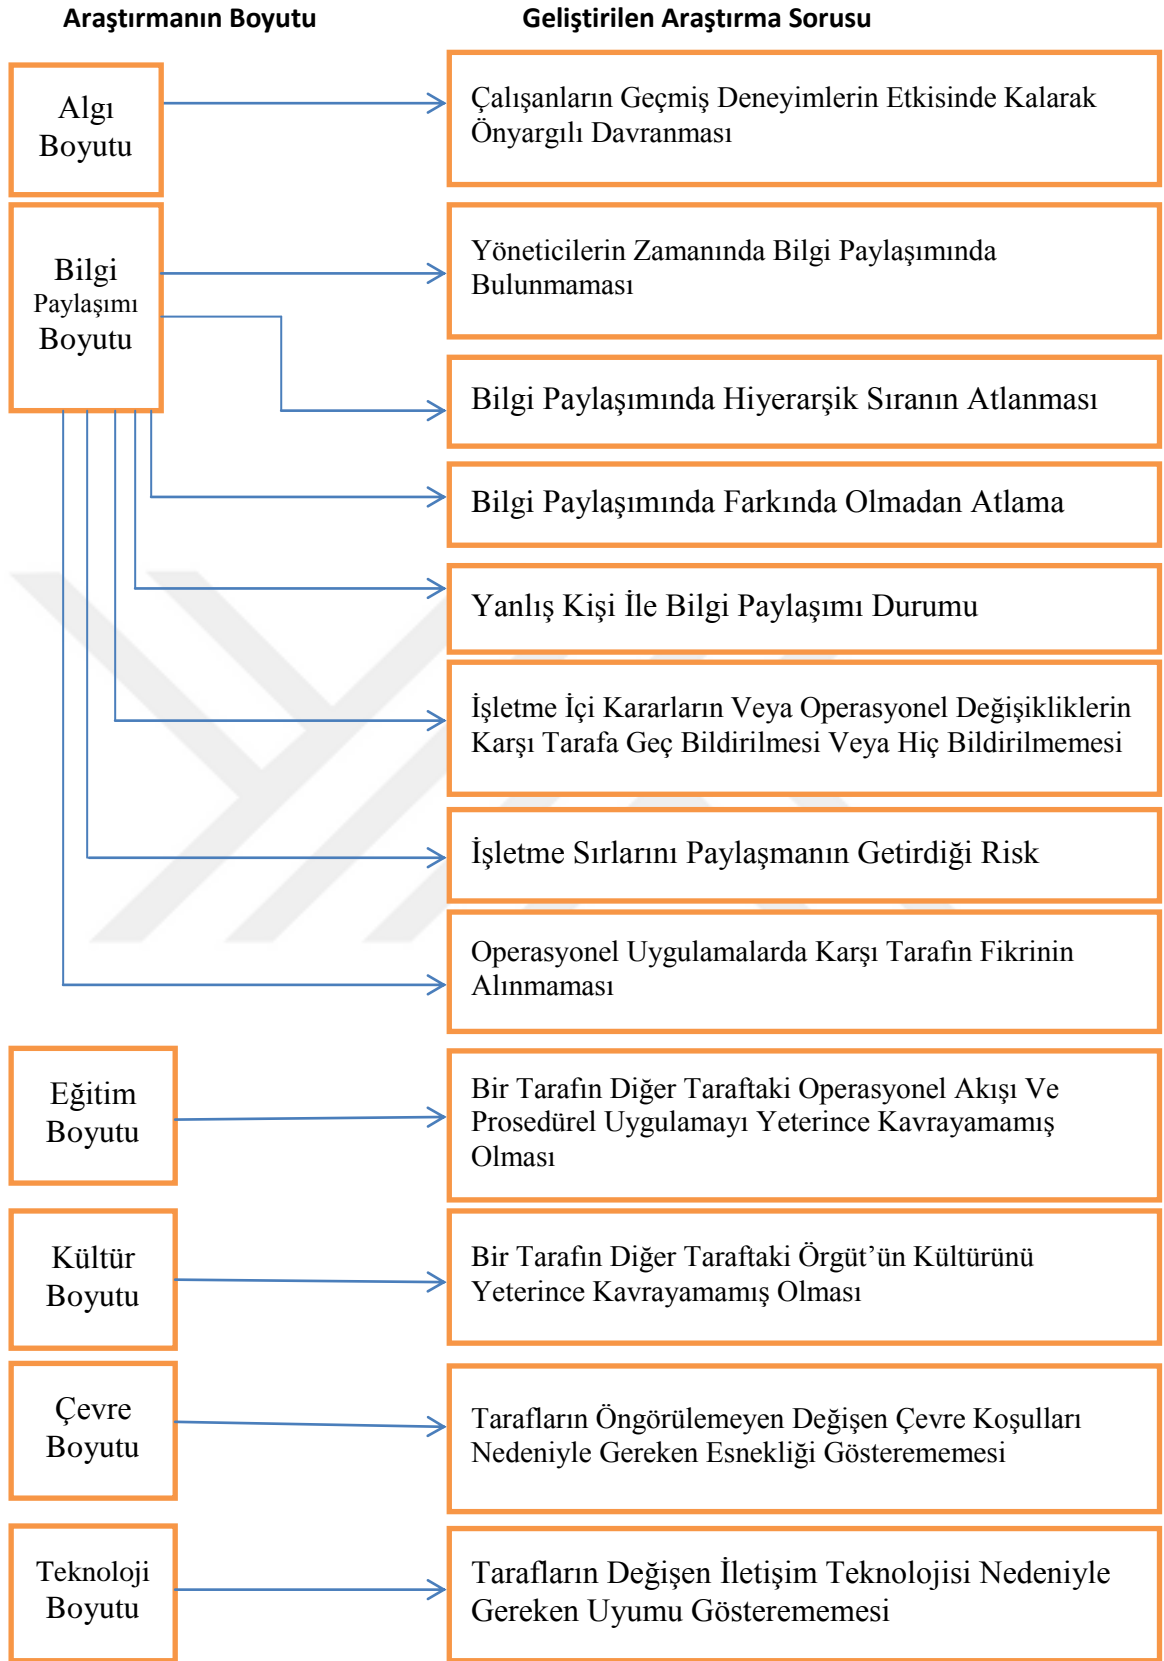 Araştırmanın Boyutu
Geliştirilen Araştırma Sorusu
Algı
Boyutu
Çalışanların Geçmiş Deneyimlerin Etkisinde Kalarak
Önyargılı Davranması
Bilgi
Paylaşımı
Boyutu
Yöneticilerin Zamanında Bilgi Paylaşımında
Bulunmaması
Bilgi Paylaşımında Hiyerarşik Sıranın Atlanması
Bilgi Paylaşımında Farkında Olmadan Atlama
Yanlış Kişi İle Bilgi Paylaşımı Durumu
İşletme İçi Kararların Veya Operasyonel Değişikliklerin
Karşı Tarafa Geç Bildirilmesi Veya Hiç Bildirilmemesi
İşletme Sırlarını Paylaşmanın Getirdiği Risk
Operasyonel Uygulamalarda Karşı Tarafın Fikrinin
Alınmaması
Eğitim
Boyutu
Bir Tarafın Diğer Taraftaki Operasyonel Akışı Ve
Prosedürel Uygulamayı Yeterince Kavrayamamış
Olması
Kültür
Boyutu
Bir Tarafın Diğer Taraftaki Örgüt’ün Kültürünü
Yeterince Kavrayamamış Olması
Çevre
Boyutu
Tarafların Öngörülemeyen Değişen Çevre Koşulları
Nedeniyle Gereken Esnekliği Gösterememesi
Teknoloji
Boyutu
Tarafların Değişen İletişim Teknolojisi Nedeniyle
Gereken Uyumu Gösterememesi